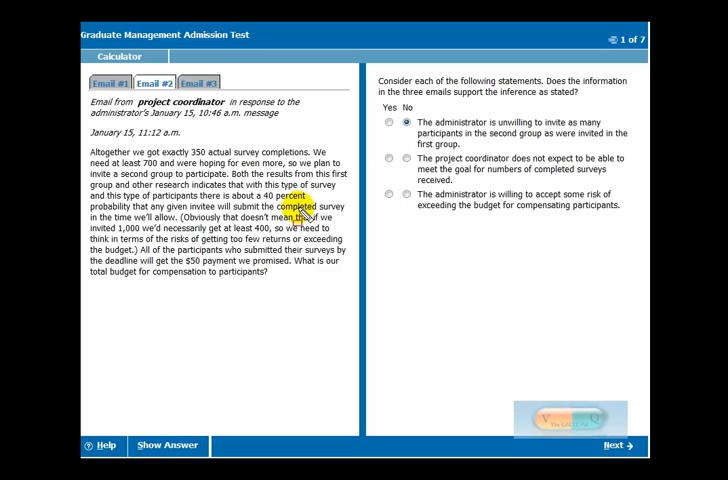 Graduate Management Admission Test
1 of 7
Calculator
Email #1 Email #2 Email #3
Email from project coordinator in response to the
administrator's January 15, 10:46 a.m. message
January 15, 11:12 a.m.
Altogether we got exactly 350 actual survey completions. We
need at least 700 and were hoping for even more, so we plan to
invite a second group to participate. Both the results from this first
group and other research indicates that with this type of survey
and this type of participants there is about a 40 percent
probability that any given invitee will submit the completed survey
in the time we'll allow. (Obviously that doesn't mean that if we
invited 1,000 we'd necessarily get at least 400, so we need to
think in terms of the risks of getting too few returns or exceeding
the budget.) All of the participants who submitted their surveys by
the deadline will get the $50 payment we promised. What is our
total budget for compensation to participants?
Consider each of the following statements. Does the information
in the three emails support the inference as stated?
Yes No
The administrator is unwilling to invite as many
participants in the second group as were invited in the
first group.
The project coordinator does not expect to be able to
meet the goal for numbers of completed surveys
received.
The administrator is willing to accept some risk of
exceeding the budget for compensating participants.
V Q
Help
Show Answer
Next